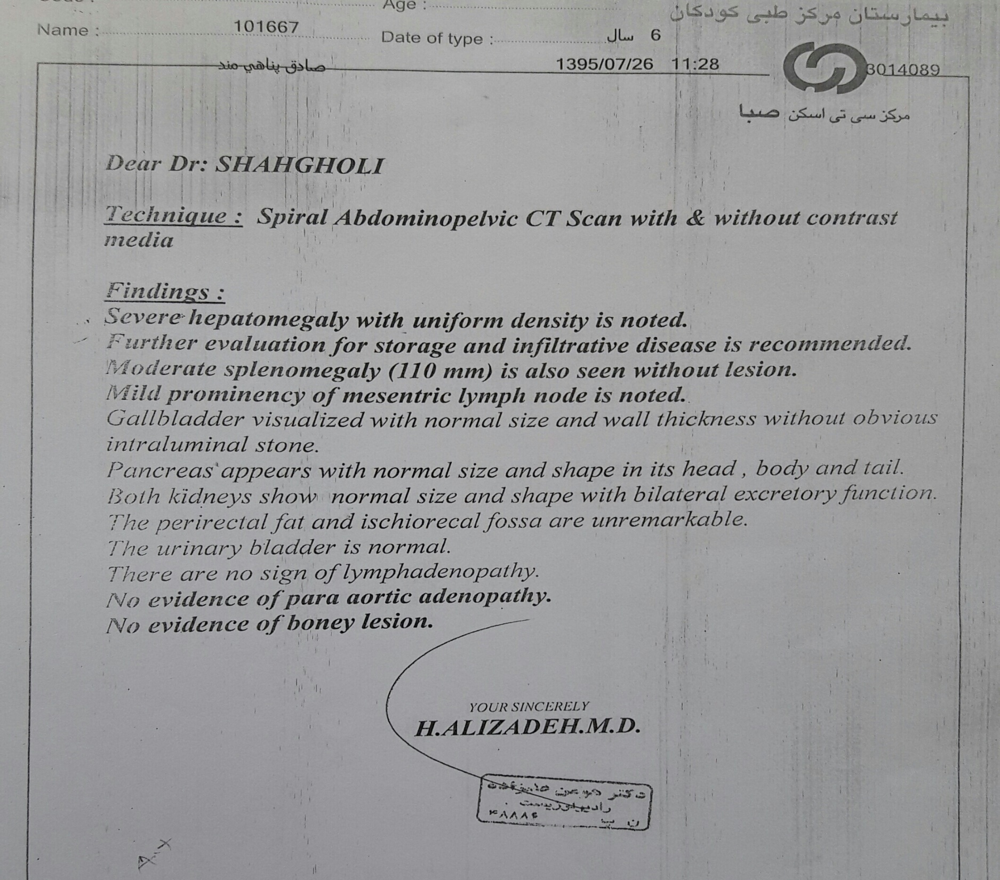 Age :
بیمارستان مرکز طبی کودکان
Name : 101667
Date of type : 6 سال
صادق پناهي مند
1395/07/26 11:28
3014089
مرکز سی تی اسکن صبا
Dear Dr: SHAHGHOLI
Technique : Spiral Abdominopelvic CT Scan with & without contrast
media
Findings :
Severe hepatomegaly with uniform density is noted.
Further evaluation for storage and infiltrative disease is recommended.
Moderate splenomegaly (110 mm) is also seen without lesion.
Mild prominency of mesentric lymph node is noted.
Gallbladder visualized with normal size and wall thickness without obvious
intraluminal stone.
Pancreas appears with normal size and shape in its head , body and tail.
Both kidneys show normal size and shape with bilateral excretory function.
The perirectal fat and ischiorecal fossa are unremarkable.
The urinary bladder is normal.
There are no sign of lymphadenopathy.
No evidence of para aortic adenopathy.
No evidence of boney lesion.
YOUR SINCERELY
H.ALIZADEH.M.D.
دکتر